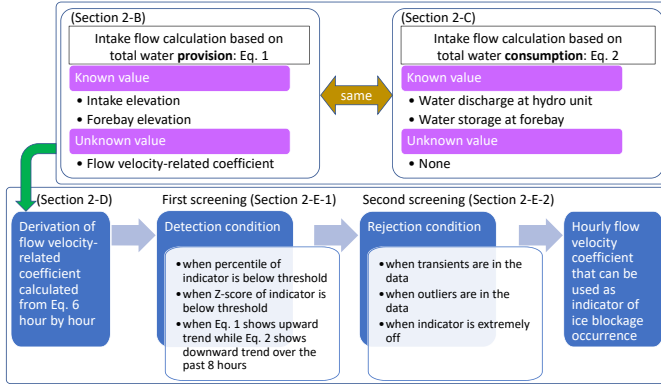 (Section 2-B)
Intake flow calculation based on
total water provision: Eq. 1
Known value
• Intake elevation
• Forebay elevation
Unknown value
• Flow velocity-related coefficient
same
(Section 2-C)
Intake flow calculation based on
total water consumption: Eq. 2
Known value
• Water discharge at hydro unit
• Water storage at forebay
Unknown value
• None
(Section 2-D)
Derivation of
flow velocity-
related
coefficient
calculated
from Eq. 6
hour by hour
First screening (Section 2-E-1)
Detection condition
• when percentile of
indicator is below threshold
• when Z-score of indicator is
below threshold
• when Eq. 1 shows upward
trend while Eq. 2 shows
downward trend over the
past 8 hours
Second screening (Section 2-E-2)
Rejection condition
• when transients are in the
data
• when outliers are in the
data
• when indicator is extremely
off
Hourly flow
velocity
coefficient
that can be
used as
indicator of
ice blockage
occurrence